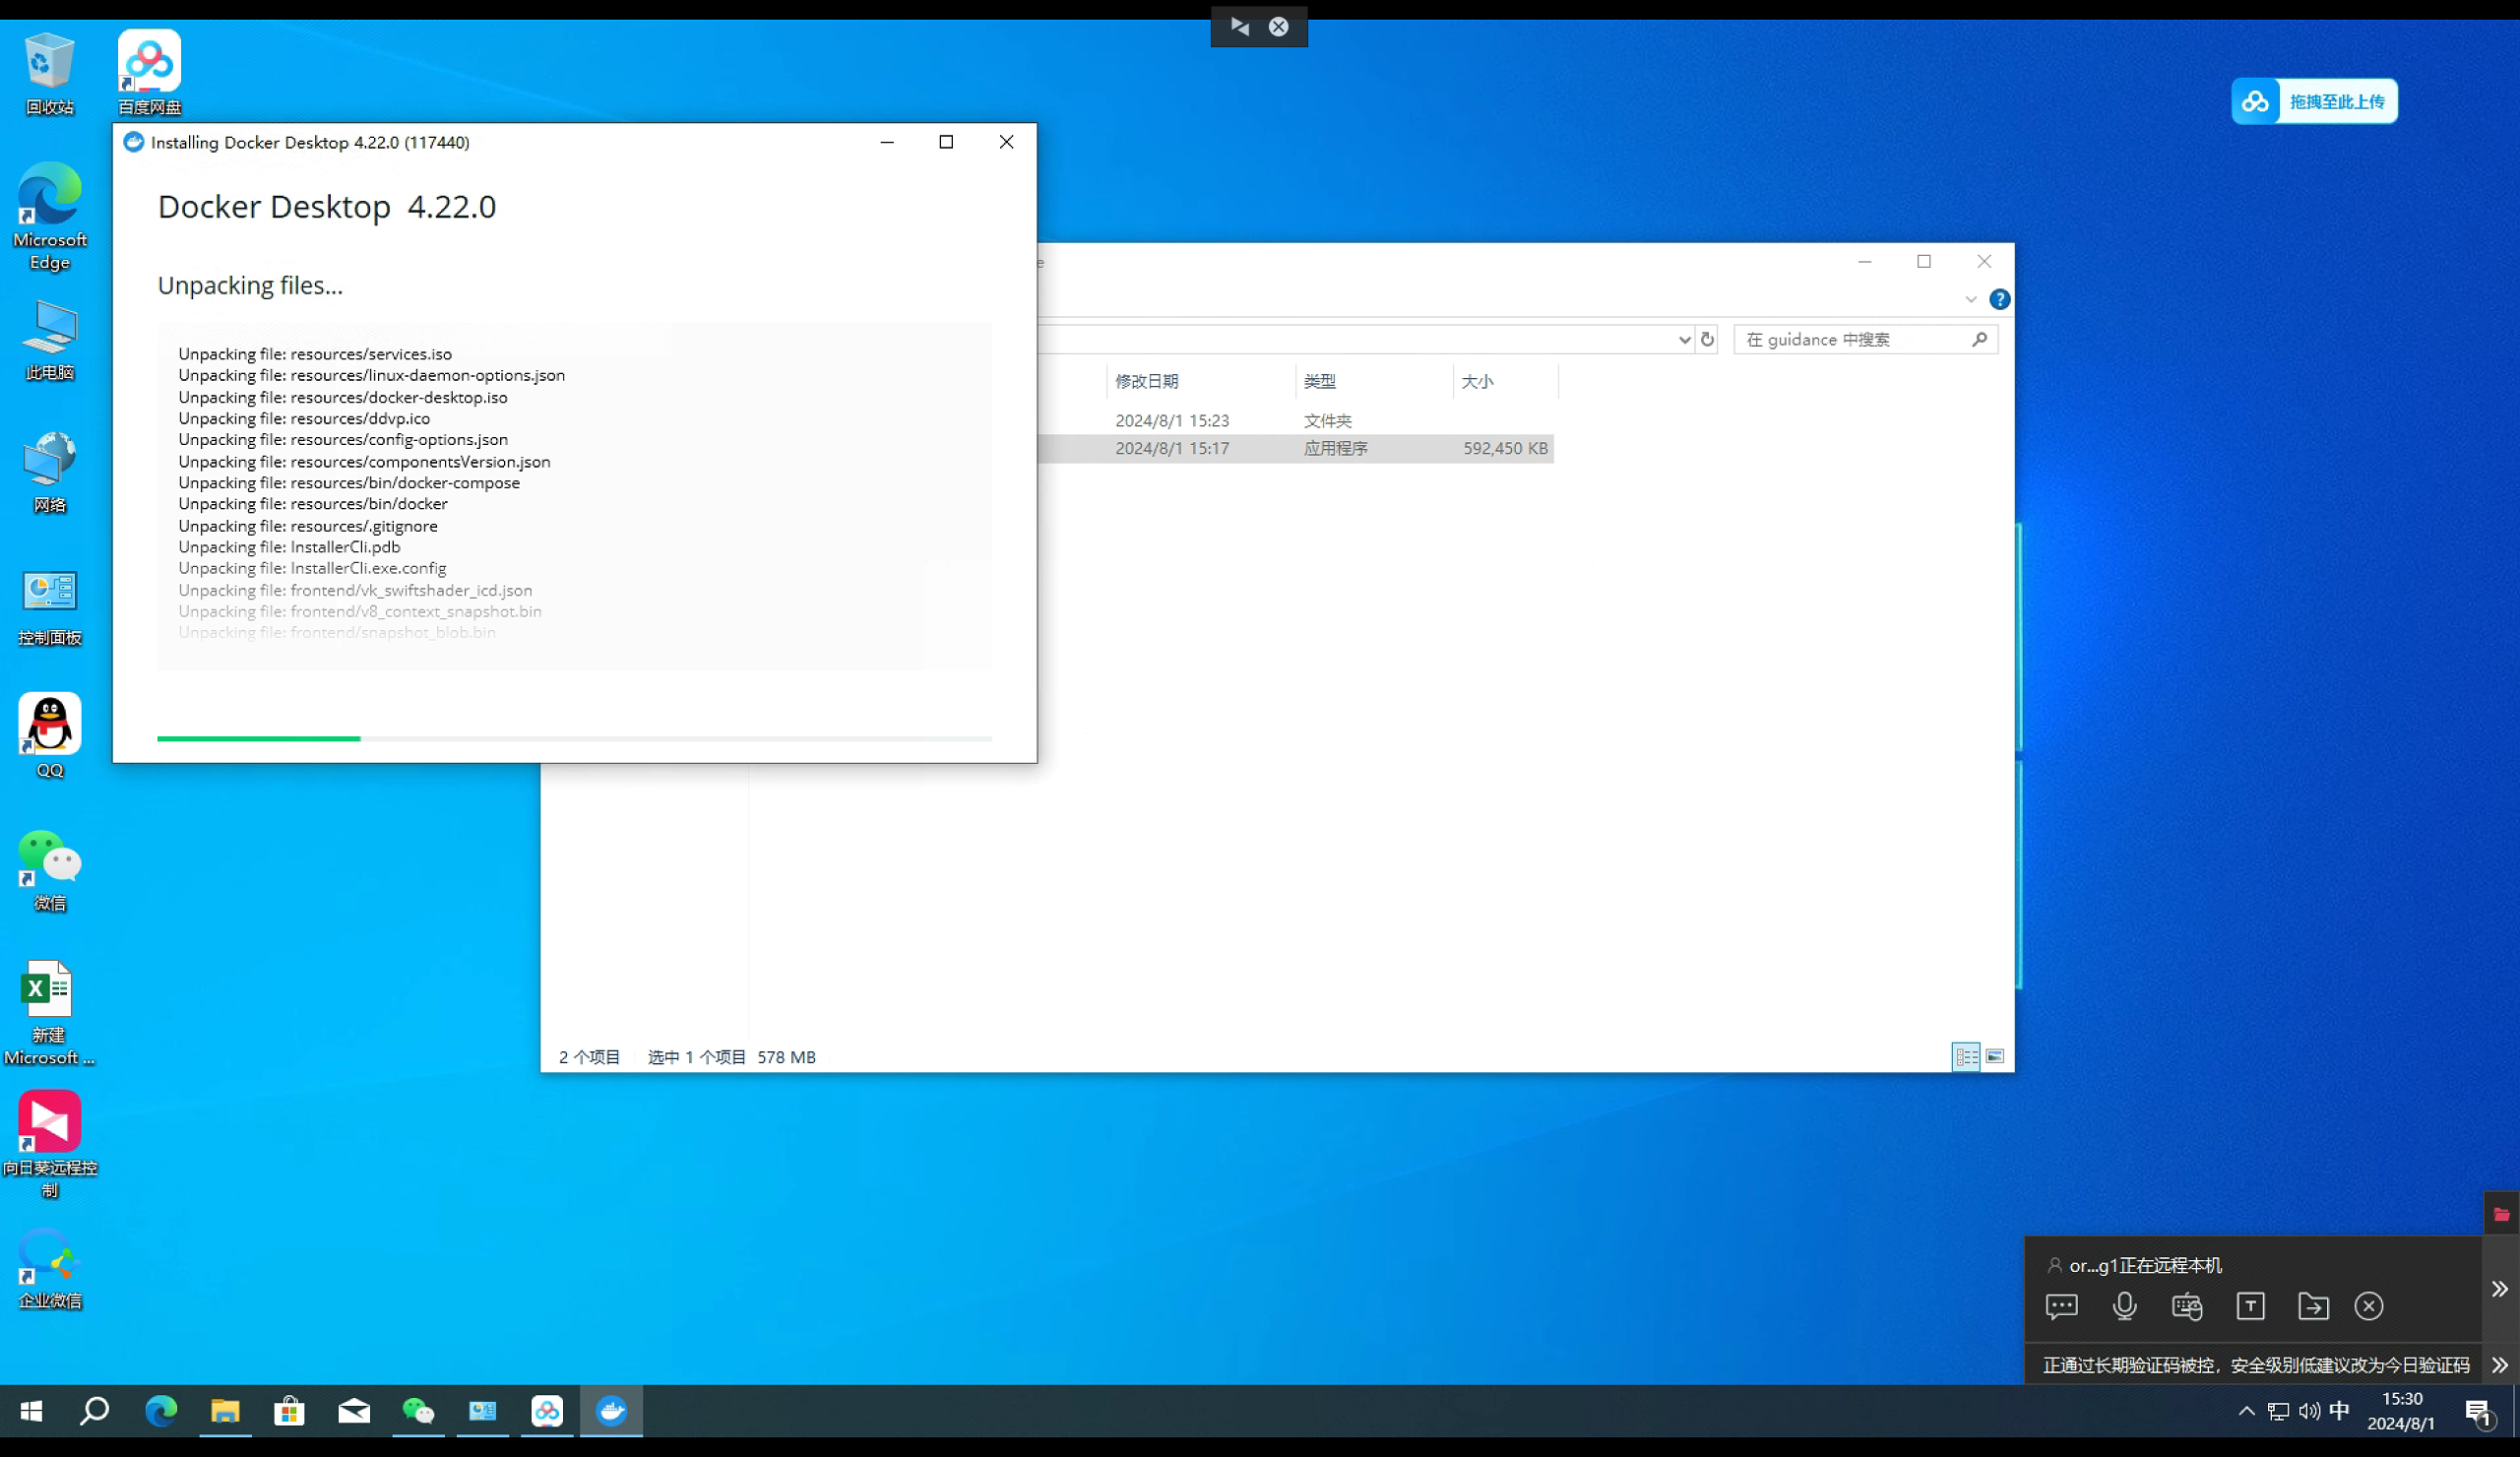 回收站
百度网盘
拖拽至此上传
Microsoft
Edge
此电脑
网络
控制面板
QQ
微信
新建
Microsoft ...
向日葵远程控
制
企业微信
Installing Docker Desktop 4.22.0 (117440)
Docker Desktop 4.22.0
Unpacking files...
Unpacking file: resources/services.iso
Unpacking file: resources/linux-daemon-options.json
Unpacking file: resources/docker-desktop.iso
Unpacking file: resources/ddvp.ico
Unpacking file: resources/config-options.json
Unpacking file: resources/componentsVersion.json
Unpacking file: resources/bin/docker-compose
Unpacking file: resources/bin/docker
Unpacking file: resources/.gitignore
Unpacking file: InstallerCli.pdb
Unpacking file: InstallerCli.exe.config
Unpacking file: frontend/vk_swiftshader_icd.json
Unpacking file: frontend/v8_context_snapshot.bin
Unpacking file: frontend/snapshot_blob.bin
e
在 guidance 中搜索
修改日期 类型 大小
2024/8/1 15:23 文件夹
2024/8/1 15:17 应用程序 592,450 KB
2 个项目 选中 1 个项目 578 MB
or...g1正在远程本机
正通过长期验证码被控，安全级别低建议改为今日验证码
中
15:30
2024/8/1
1